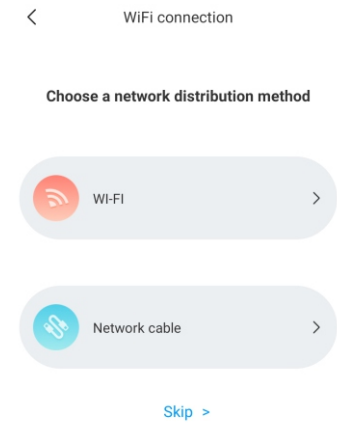 WiFi connection
Choose a network distribution method
WI-FI
Network cable
Skip >